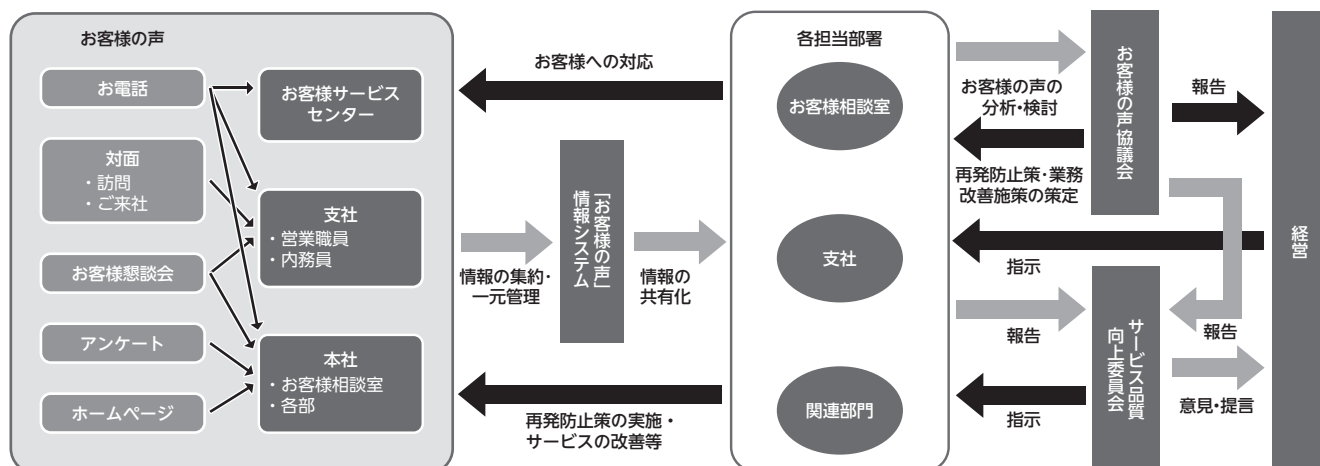 お客様の声
お電話
対面
・訪問
・ご来社
お客様懇談会
アンケート
ホームページ
お客様サービス
センター
支社
・営業職員
・内務員
本社
・お客様相談室
・各部
お客様への対応
情報の集約・
一元管理
「お客様の声」
情報システム
情報の
共有化
再発防止策の実施・
サービスの改善等
各担当部署
お客様相談室
支社
関連部門
お客様の声の
分析・検討
再発防止策・業務
改善施策の策定
指示
報告
指示
お客様の声協議会
サービス品質
向上委員会
報告
報告
意見・提言
経営